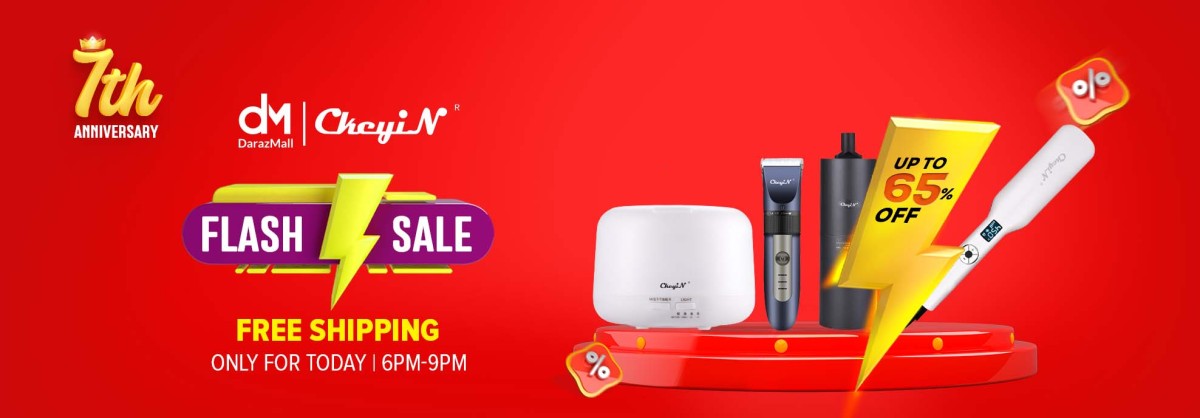 7th
ANNIVERSARY
dM
DarazMall
CkeyiN ®
FLASH SALE
FREE SHIPPING
ONLY FOR TODAY | 6PM-9PM
CkeyiN ®
MIST/TIMER LIGHT
CkeyiN ®
CkeyiN ®
UP TO
65%
OFF
CkeyiN ®
%
%